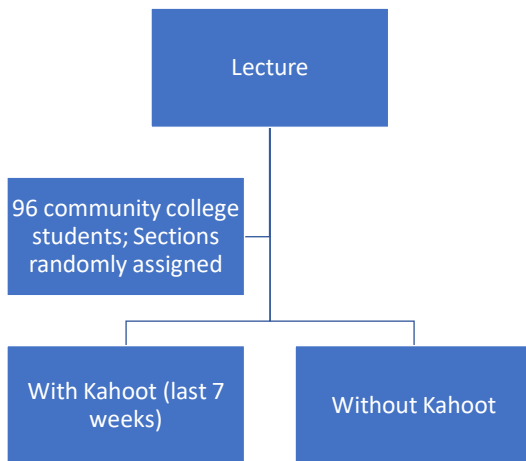 Lecture
96 community college
students; Sections
randomly assigned
With Kahoot (last 7
weeks)
Without Kahoot